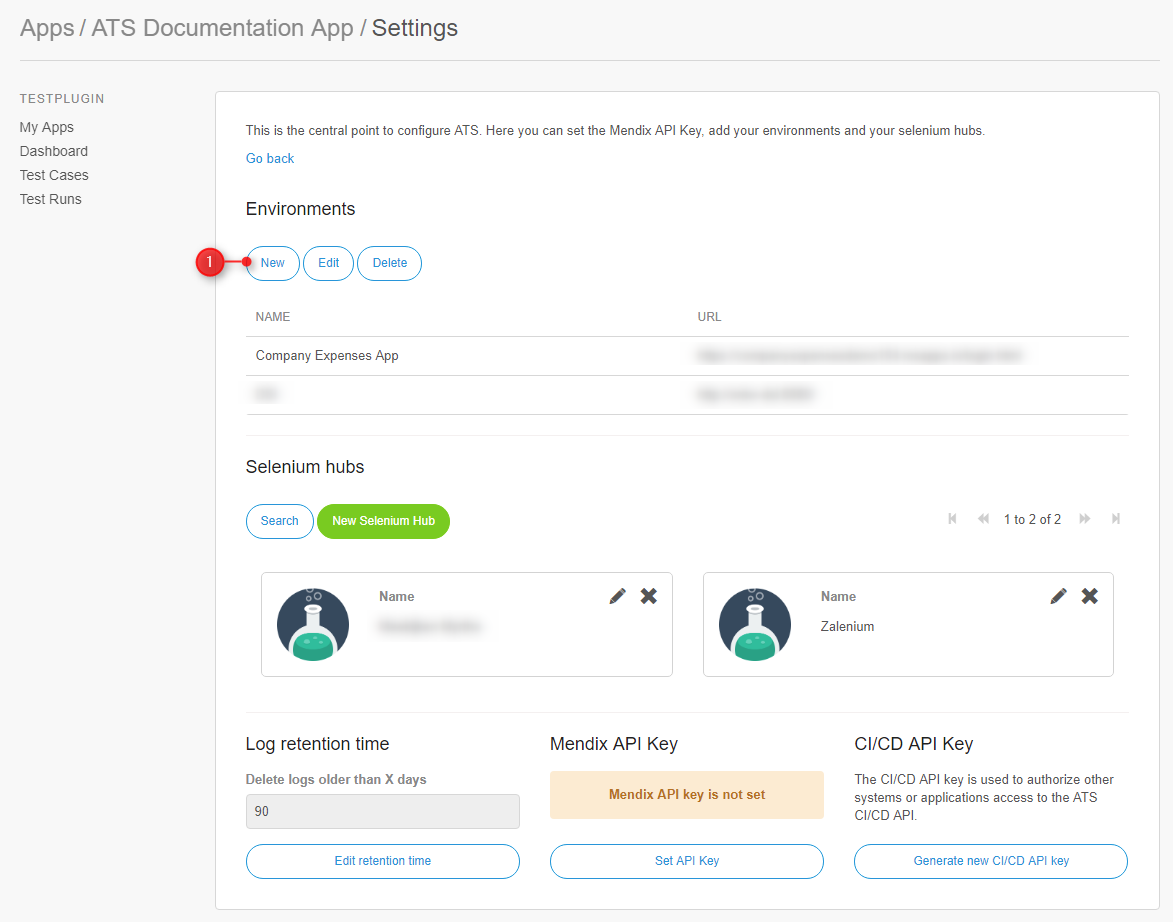 Apps / ATS Documentation App / Settings
TESTPLUGIN
My Apps
Dashboard
Test Cases
Test Runs
This is the central point to configure ATS. Here you can set the Mendix API Key, add your environments and your selenium hubs.
Go back
Environments
1
New Edit Delete
NAME URL
Company Expenses App
Selenium hubs
Search New Selenium Hub 1 to 2 of 2
Name Name
Zalenium
Log retention time
Delete logs older than X days
90
Edit retention time
Mendix API Key
Mendix API key is not set
Set API Key
CI/CD API Key
The CI/CD API key is used to authorize other
systems or applications access to the ATS
CI/CD API.
Generate new CI/CD API key